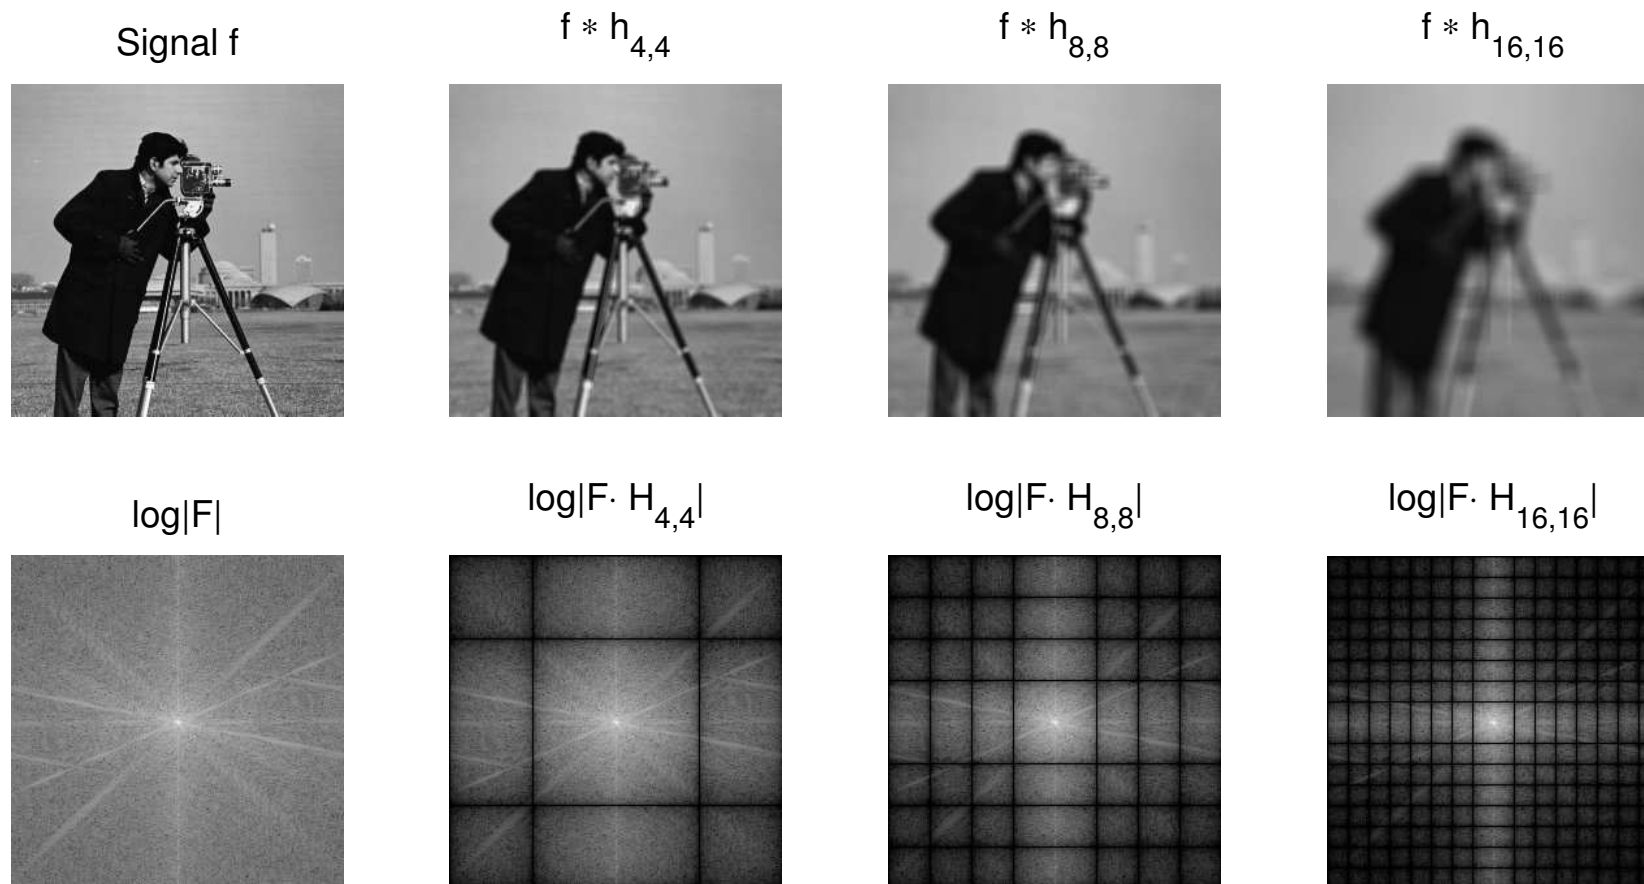 Signal f
f ∗ h4,4
f ∗ h8,8
f ∗ h16,16
log|F|
log|F· H4,4|
log|F· H8,8|
log|F· H16,16|